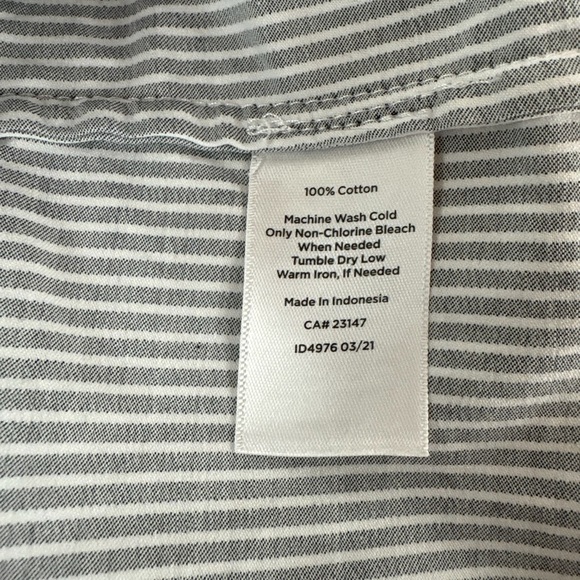 100% Cotton
Machine Wash Cold
Only Non-Chlorine Bleach
When Needed
Tumble Dry Low
Warm Iron, If Needed
Made In Indonesia
CA# 23147
ID4976 03/21